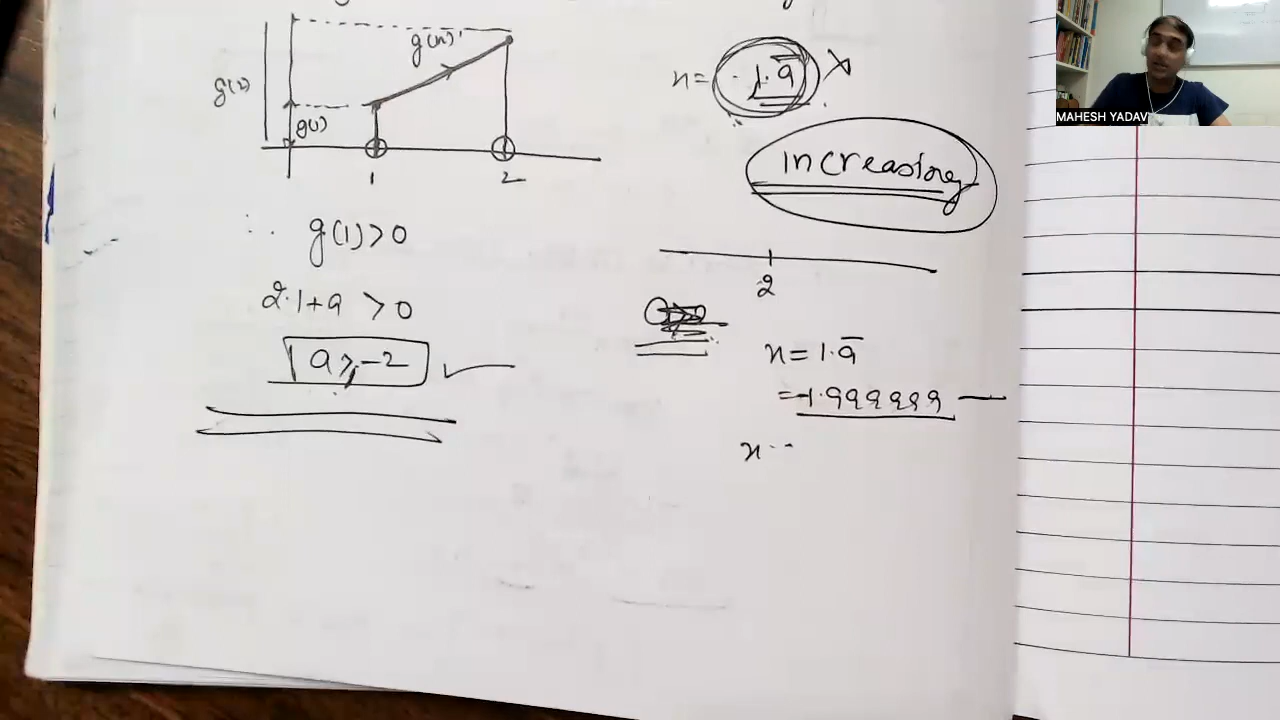 g(x)
g(2)
g(1)
1 2
∴ g(1) > 0
2·1 + a > 0
a ≥ -2
x = 1.9̅ ×
increasing
2
x = 1.9̅
= 1.999999
x --
MAHESH YADAV